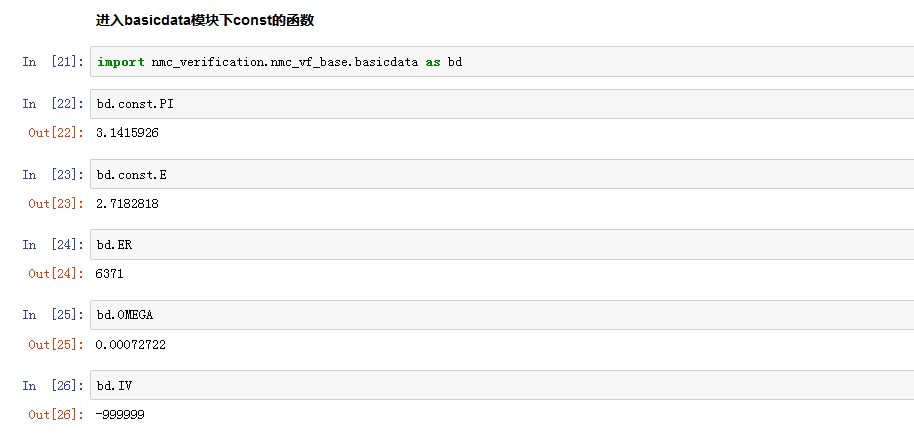 进入basicdata模块下const的函数
In [21]: import nmc_verification.nmc_vf_base.basicdata as bd
In [22]: bd.const.PI
Out[22]: 3.1415926
In [23]: bd.const.E
Out[23]: 2.7182818
In [24]: bd.ER
Out[24]: 6371
In [25]: bd.OMEGA
Out[25]: 0.00072722
In [26]: bd.IV
Out[26]: -999999